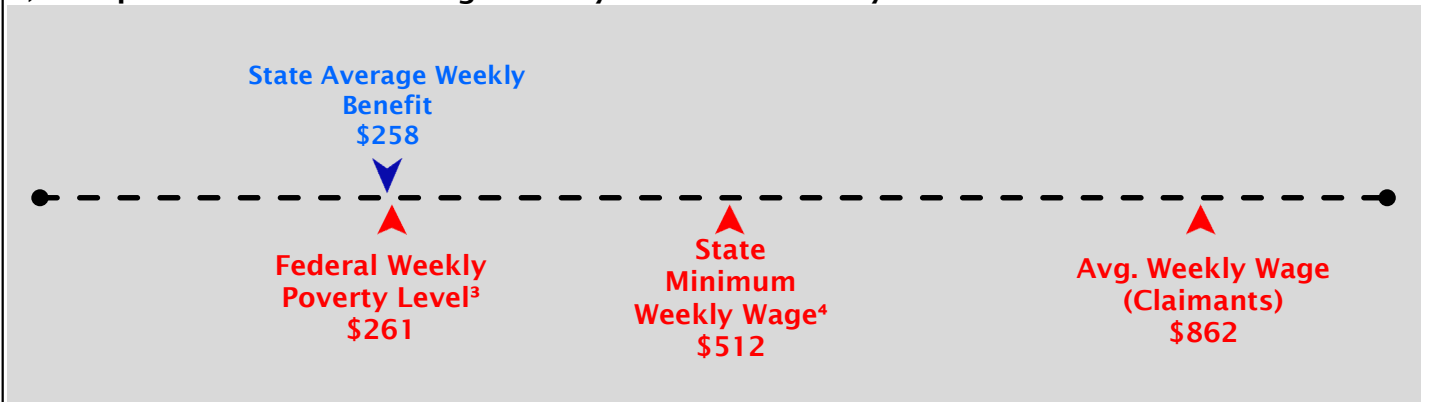 State Average Weekly
Benefit
$258
Federal Weekly
Poverty Level³
$261
State
Minimum
Weekly Wage⁴
$512
Avg. Weekly Wage
(Claimants)
$862